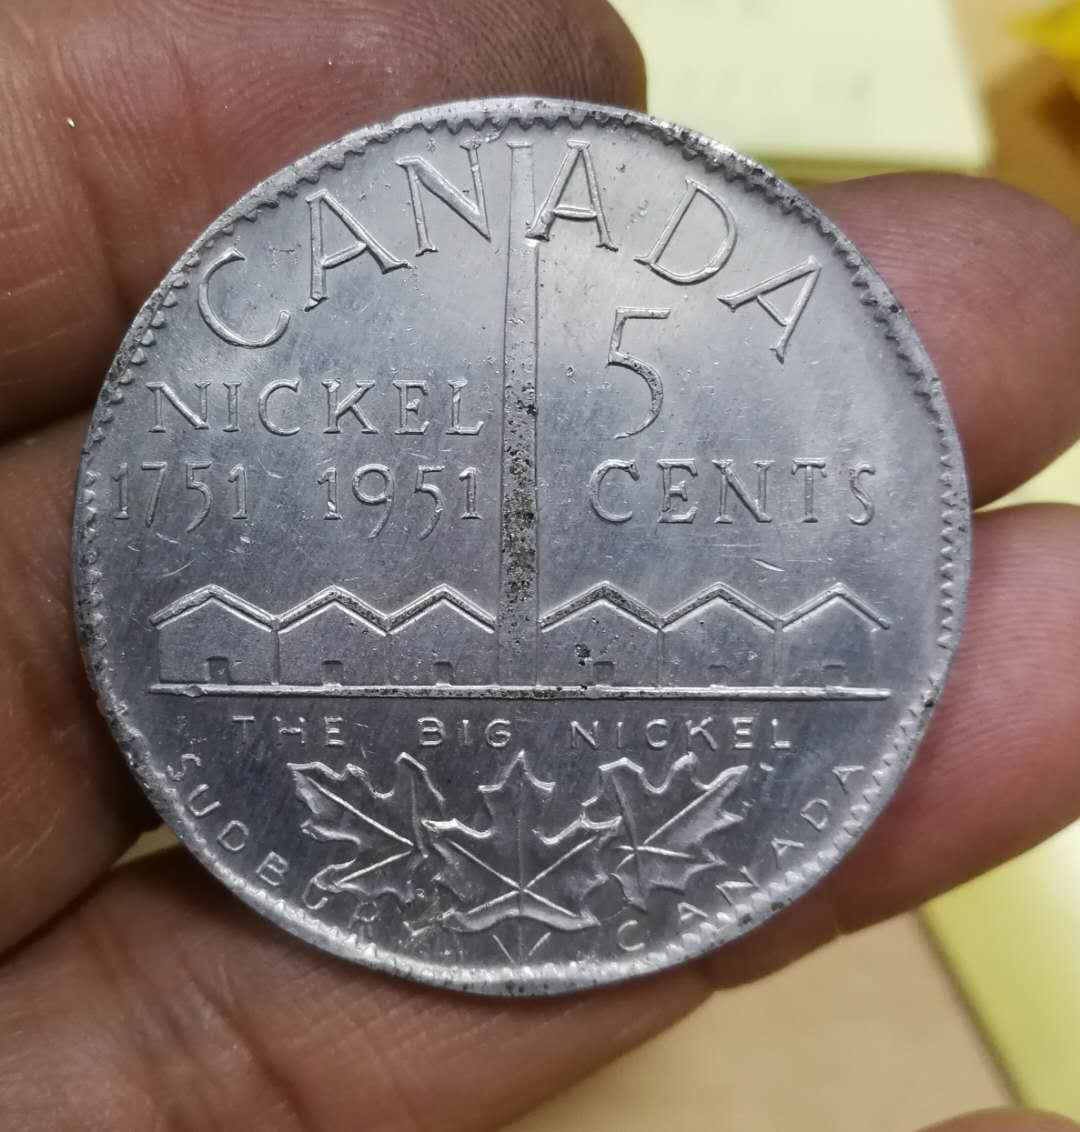 CANADA
NICKEL
1751 1951
5
CENTS
THE BIG NICKEL
SUDBURY CANADA